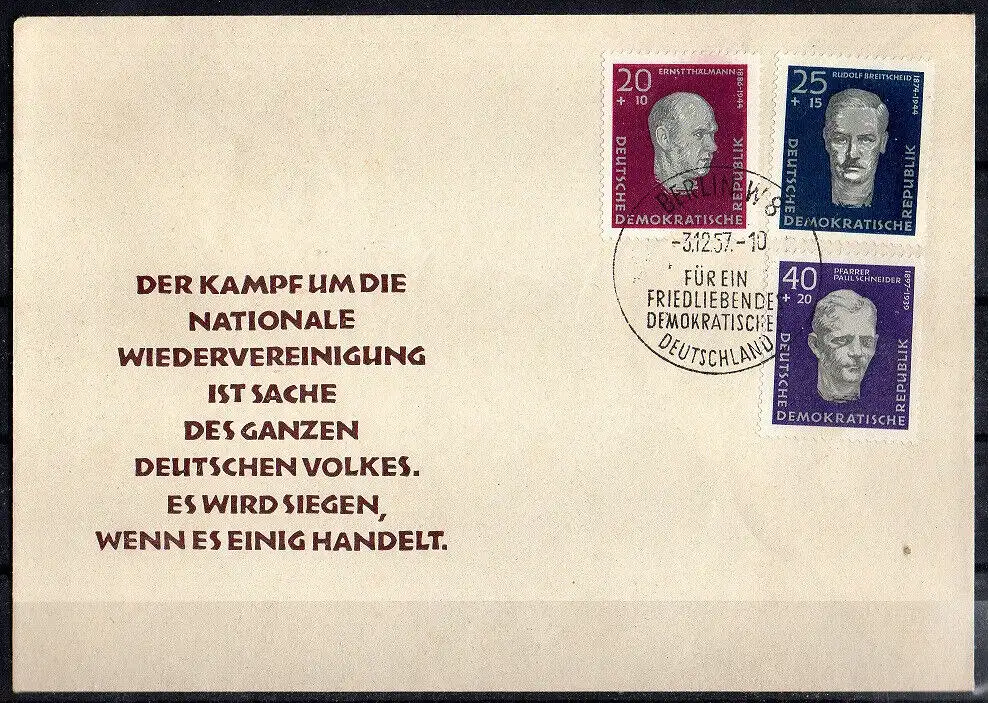 DER KAMPF UM DIE
NATIONALE
WIEDERVEREINIGUNG
IST SACHE
DES GANZEN
DEUTSCHEN VOLKES.
ES WIRD SIEGEN,
WENN ES EINIG HANDELT.
20
+ 10
ERNST THÄLMANN
1886-1944
DEUTSCHE
DEMOKRATISCHE
REPUBLIK
25
+ 15
RUDOLF BREITSCHEID
1874-1944
DEUTSCHE
DEMOKRATISCHE
REPUBLIK
BERLIN W 8
-3.12.57.-10
FÜR EIN
FRIEDLIEBENDES
DEMOKRATISCHES
DEUTSCHLAND
40
+ 20
PFARRER
PAUL SCHNEIDER
1897-1939
DEUTSCHE
DEMOKRATISCHE
REPUBLIK